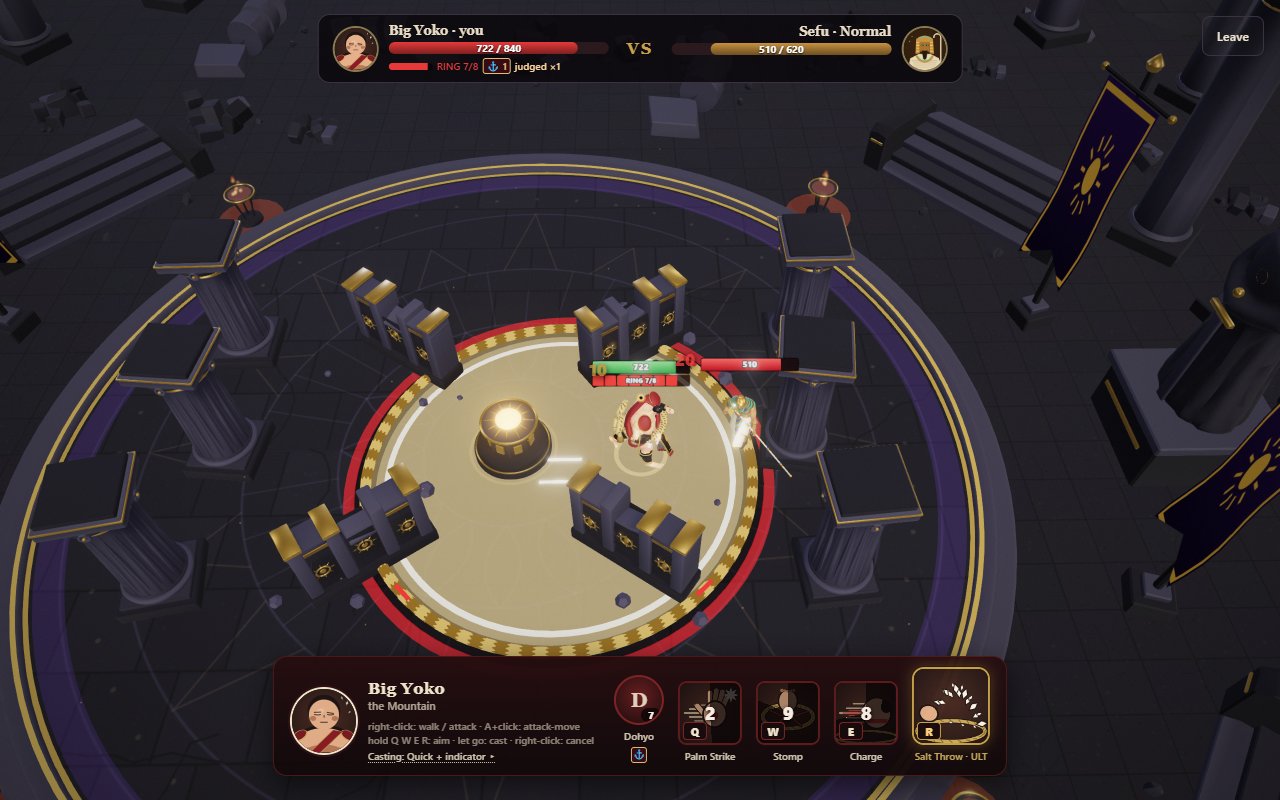 Big Yoko · you
722 / 840
RING 7/8 ⚓ 1 judged ×1
VS
Sefu · Normal
510 / 620
Leave
10
722
RING 7/8
510
Big Yoko
the Mountain
right-click: walk / attack · A+click: attack-move
hold Q W E R: aim · let go: cast · right-click: cancel
Casting: Quick + indicator ▸
D
7
Dohyo
2
Q
Palm Strike
9
W
Stomp
8
E
Charge
R
Salt Throw · ULT